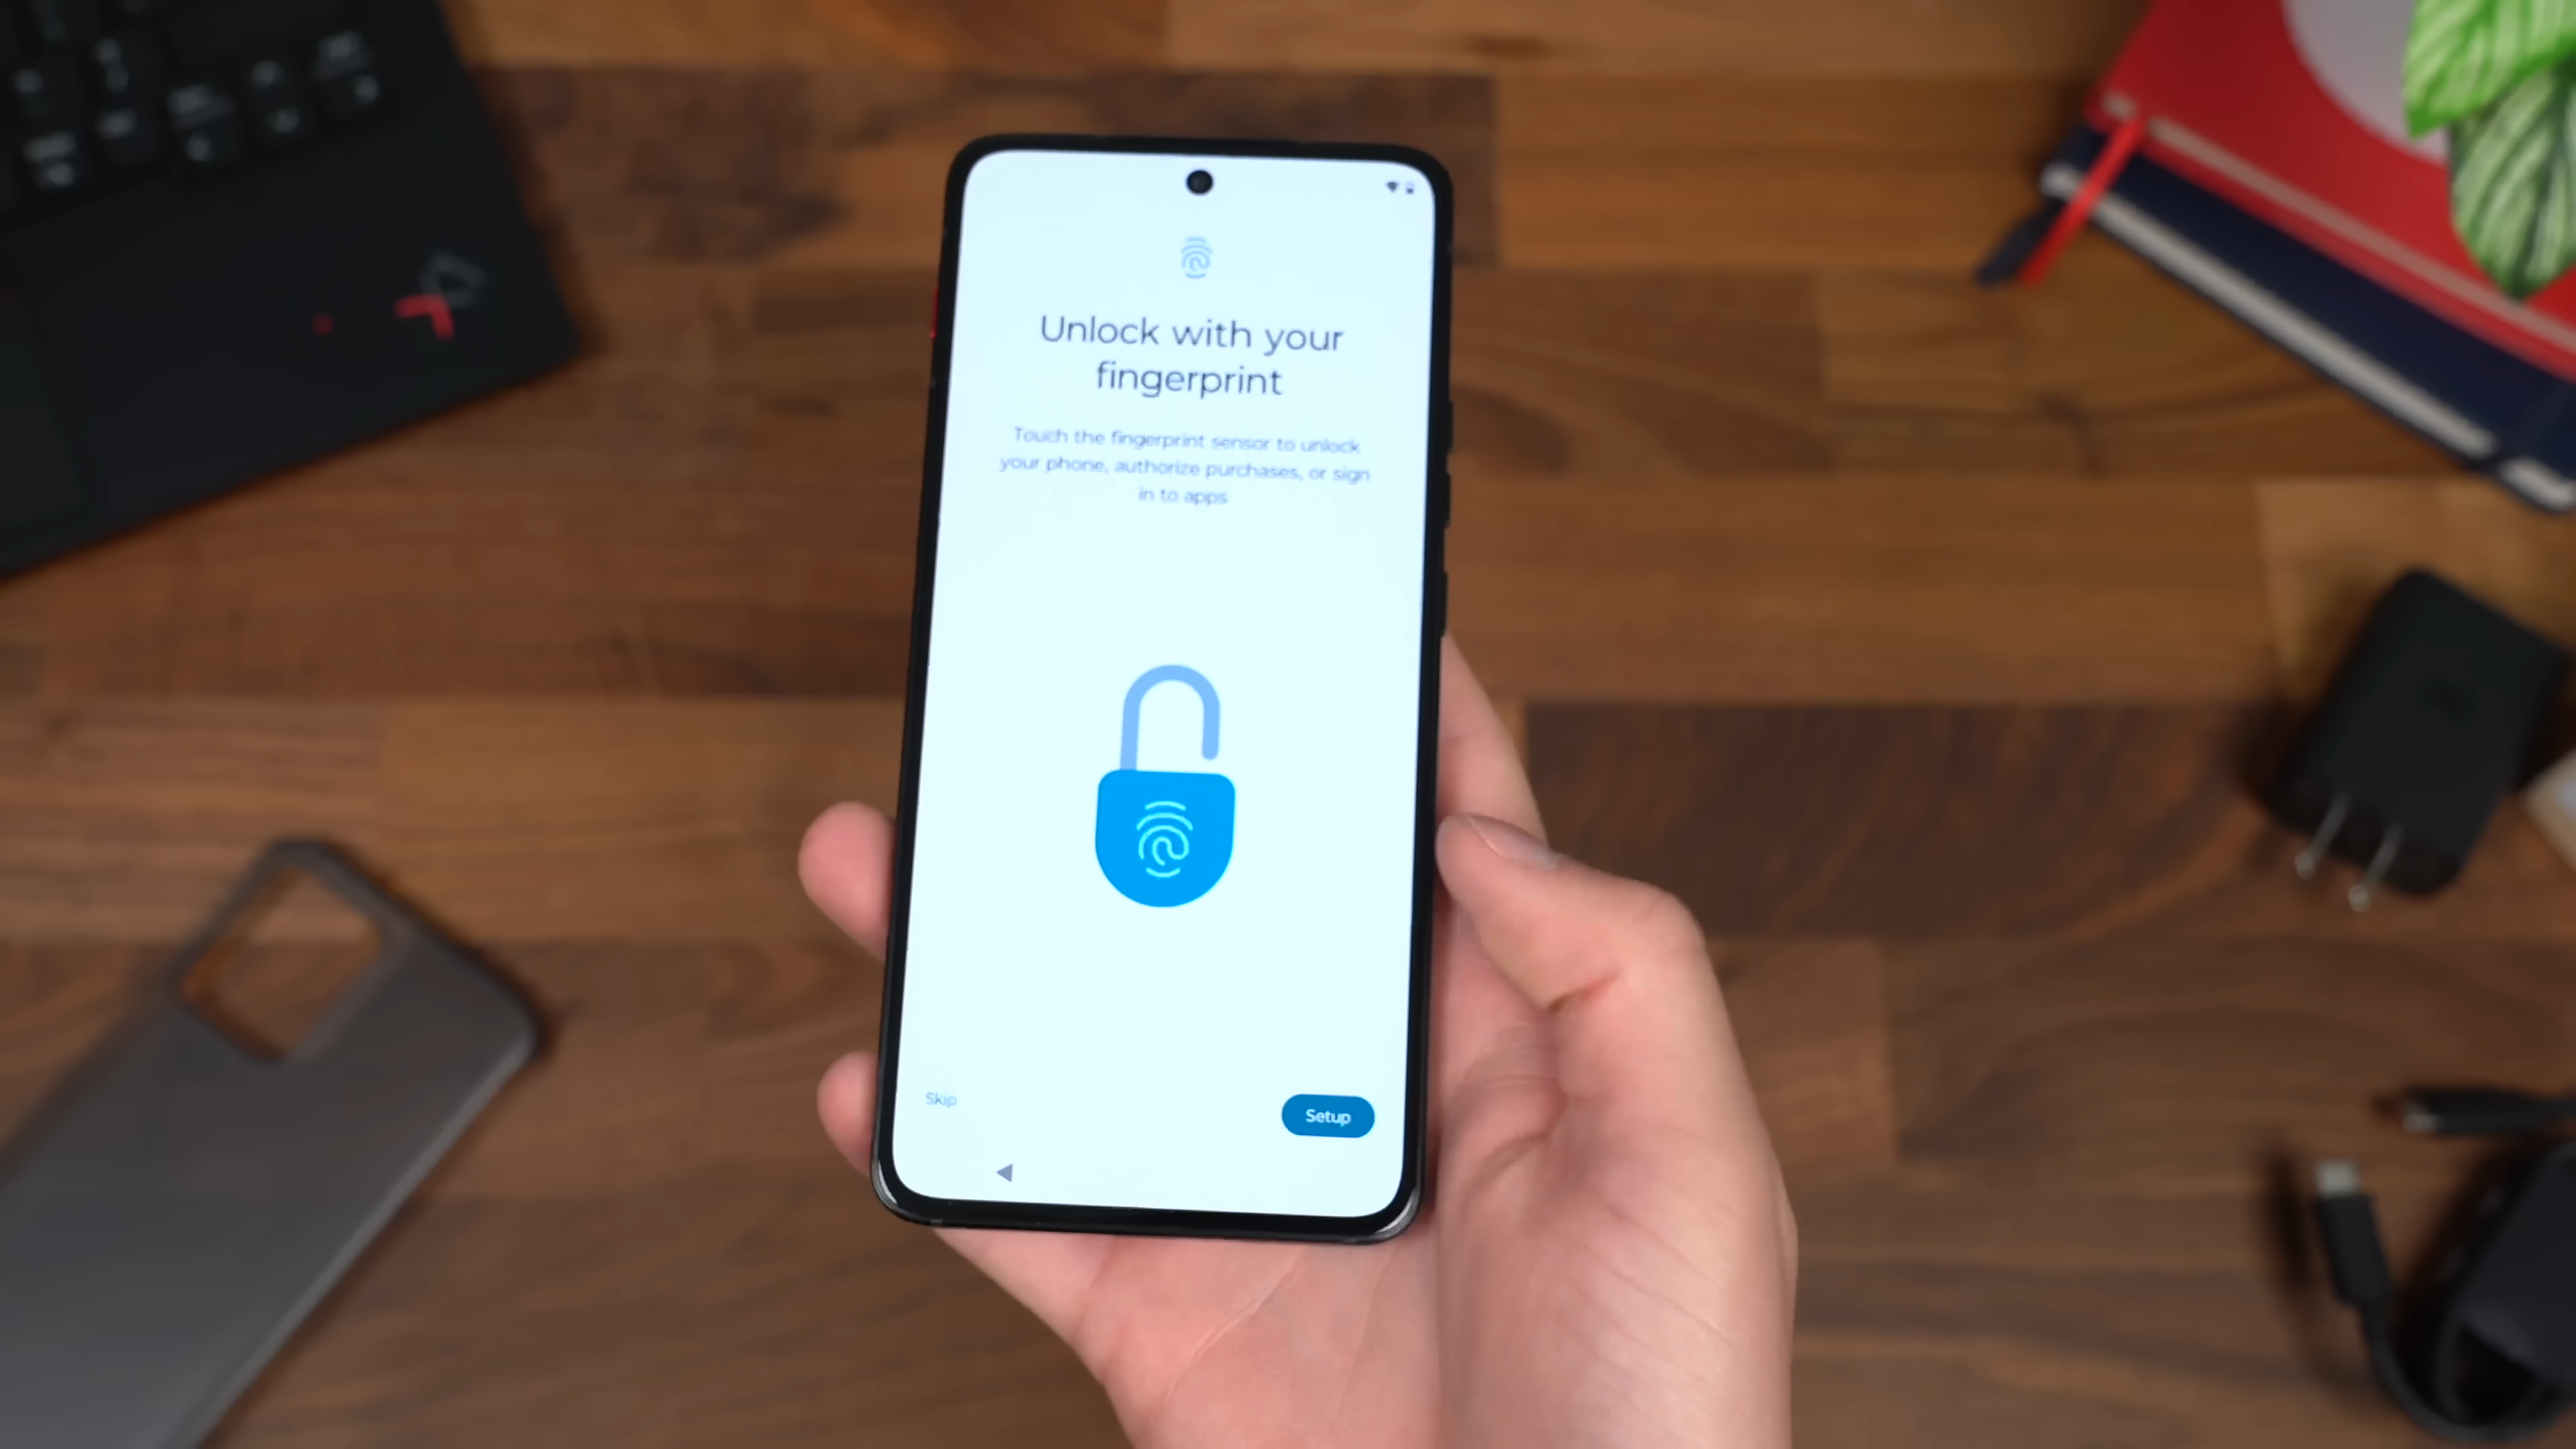 Unlock with your
fingerprint
Touch the fingerprint sensor to unlock
your phone, authorize purchases, or sign
in to apps
Skip
Setup